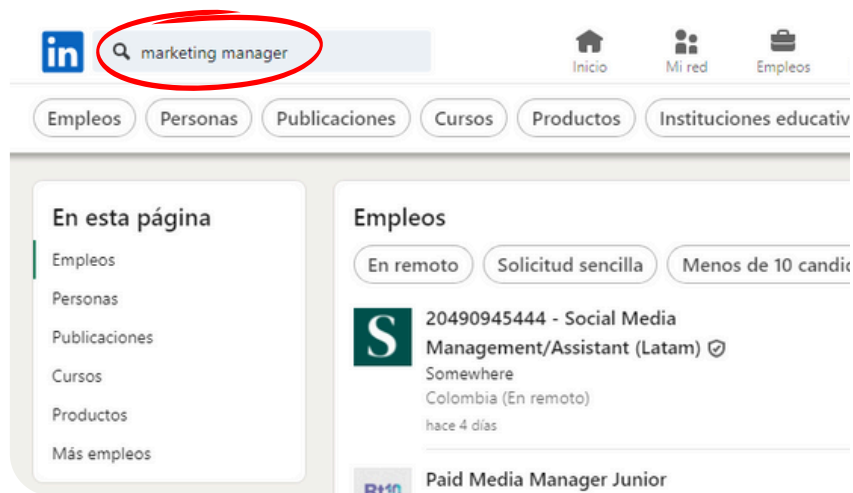 in
marketing manager
Inicio
Mi red
Empleos
Empleos
Personas
Publicaciones
Cursos
Productos
Instituciones
En esta página
Empleos
Personas
Publicaciones
Cursos
Productos
Más empleos
Empleos
En remoto
Solicitud sencilla
Menos de 10
S
20490945444 - Social Media
Management/Assistant (Latam)
Somewhere
Colombia (En remoto)
hace 4 días
Paid Media Manager Junior